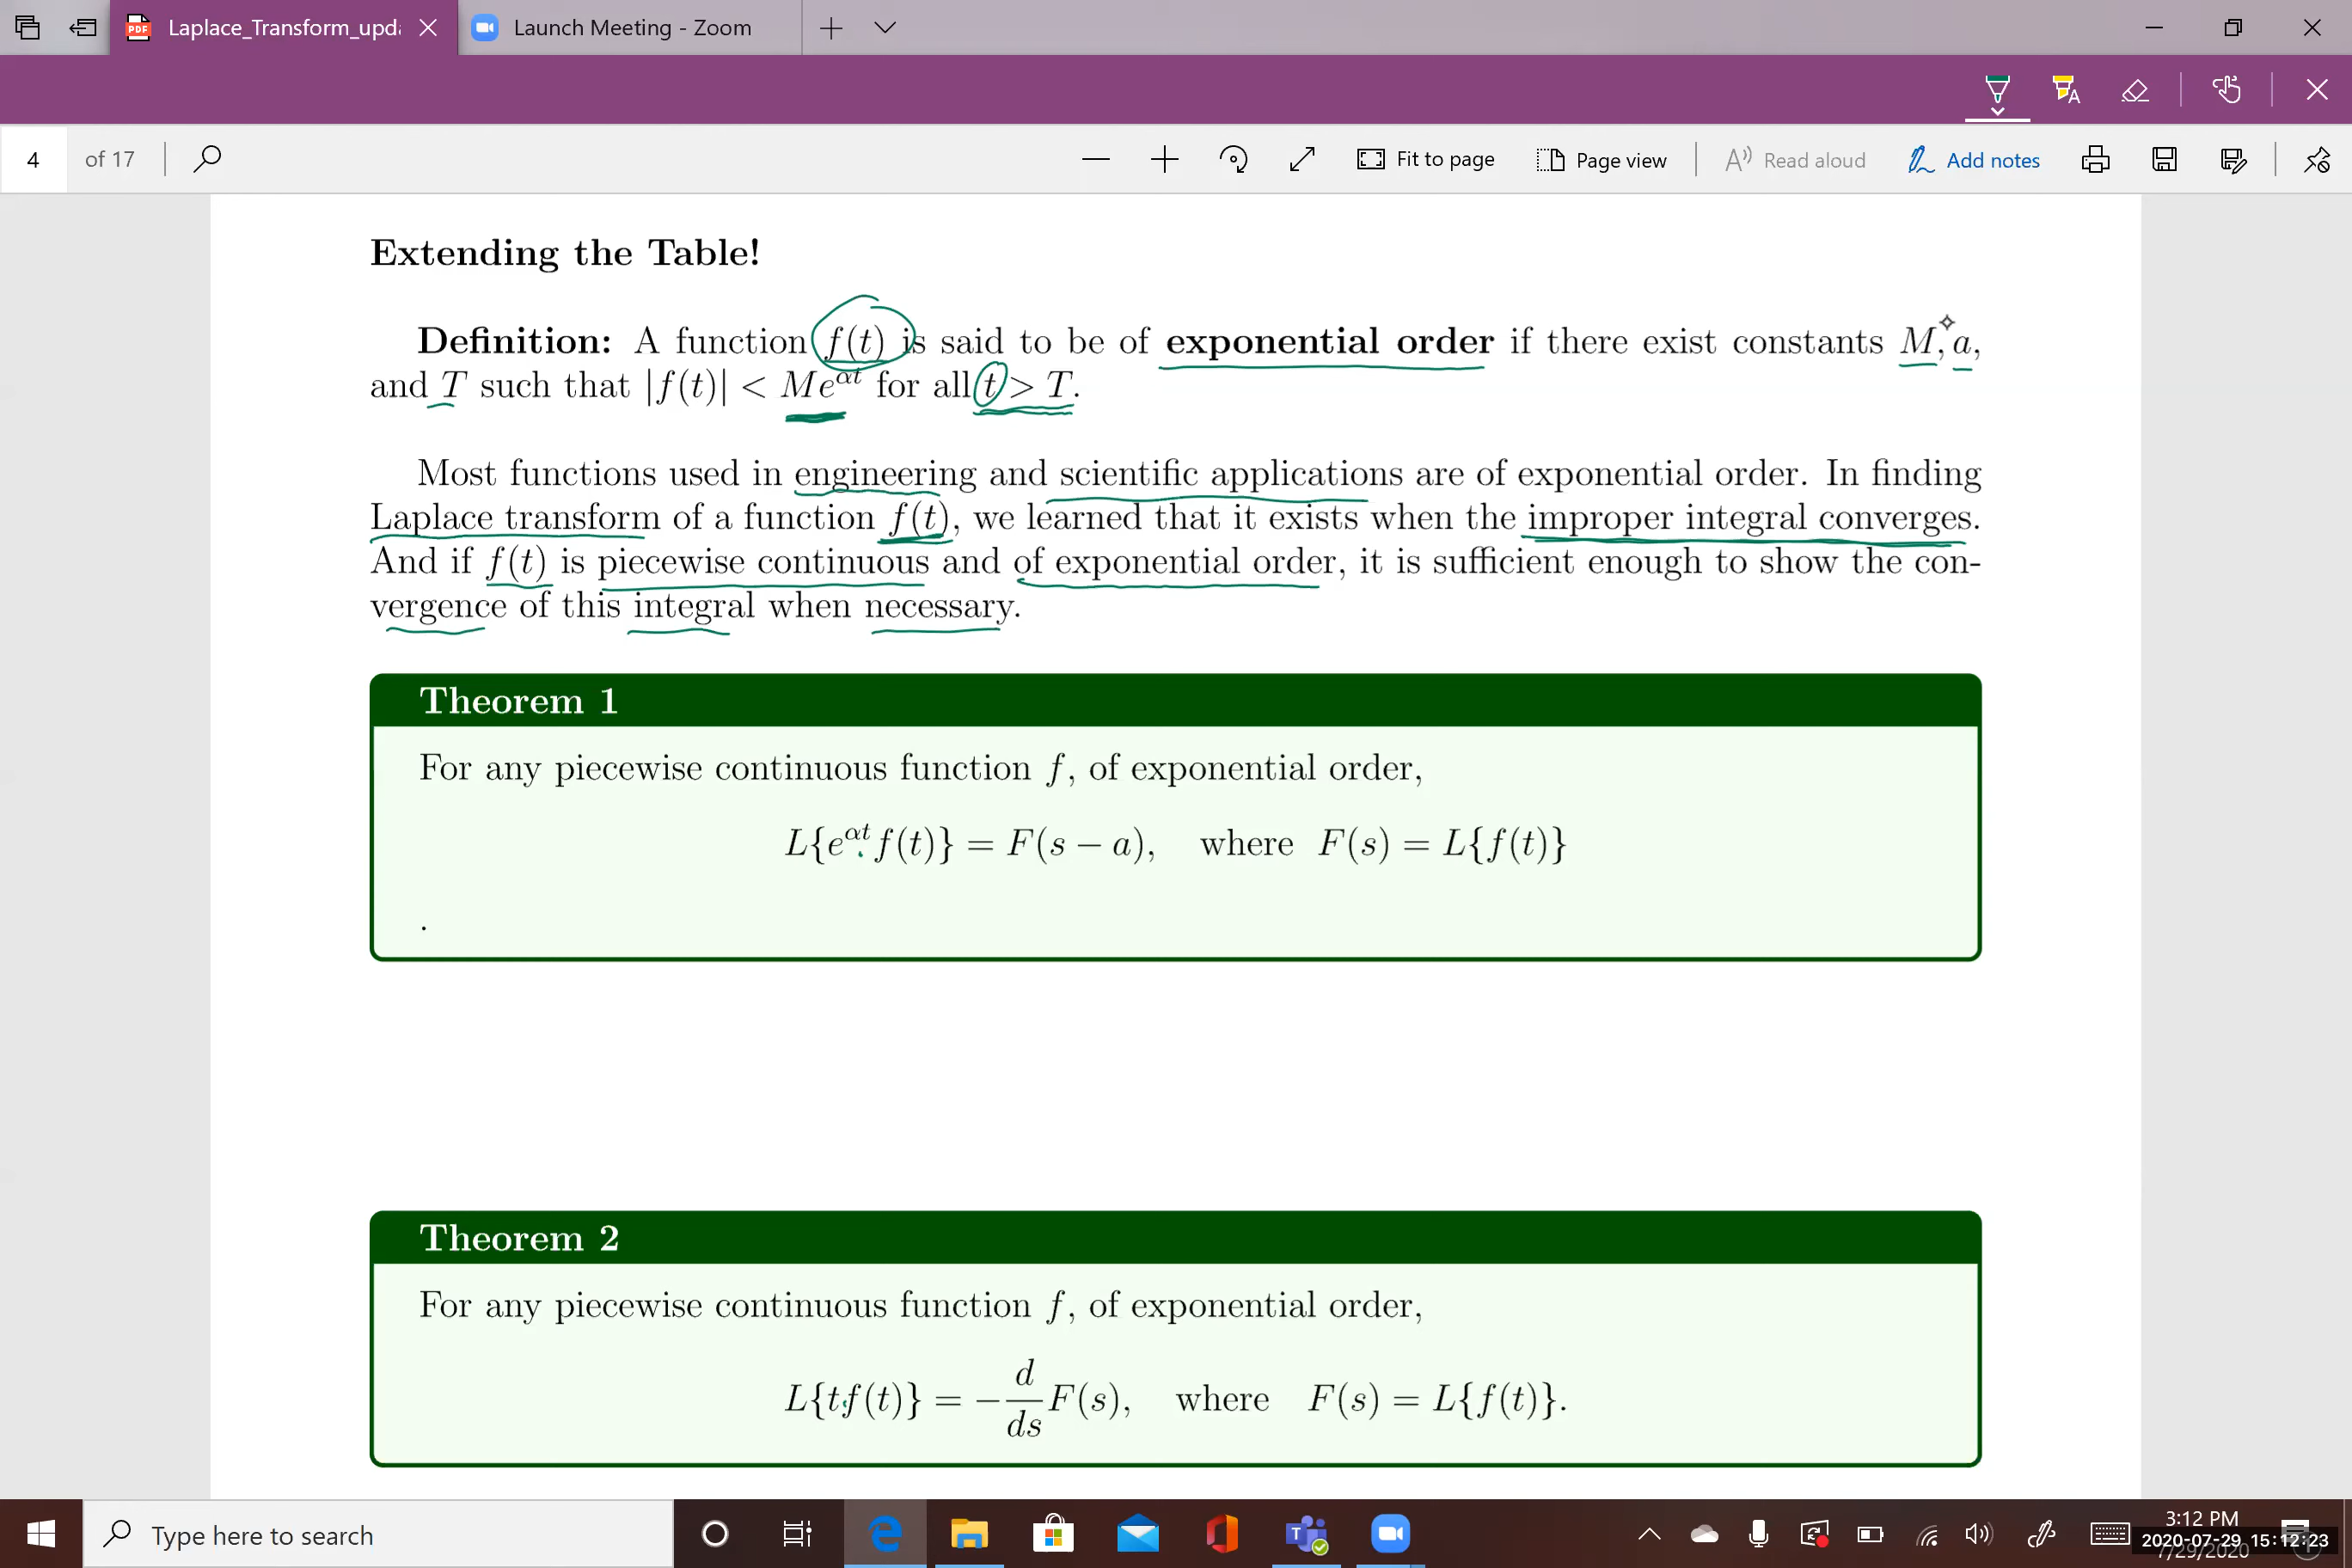 Laplace_Transform_upd
Launch Meeting - Zoom
4 of 17
Fit to page
Page view
Read aloud
Add notes
Extending the Table!
Definition: A function f(t) is said to be of exponential order if there exist constants M, a,
and T such that |f(t)| < Me^{αt} for all t > T.
Most functions used in engineering and scientific applications are of exponential order. In finding
Laplace transform of a function f(t), we learned that it exists when the improper integral converges.
And if f(t) is piecewise continuous and of exponential order, it is sufficient enough to show the con-
vergence of this integral when necessary.
Theorem 1
For any piecewise continuous function f, of exponential order,
L{e^{αt} f(t)} = F(s − a), where F(s) = L{f(t)}
.
Theorem 2
For any piecewise continuous function f, of exponential order,
L{tf(t)} = −d/ds F(s), where F(s) = L{f(t)}.
Type here to search
3:12 PM
2020-07-29 15:12:23
7/29/2020